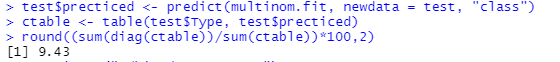 > test$precticed <- predict(multinom.fit, newdata = test, "class")
> ctable <- table(test$Type, test$precticed)
> round((sum(diag(ctable))/sum(ctable))*100,2)
[1] 9.43